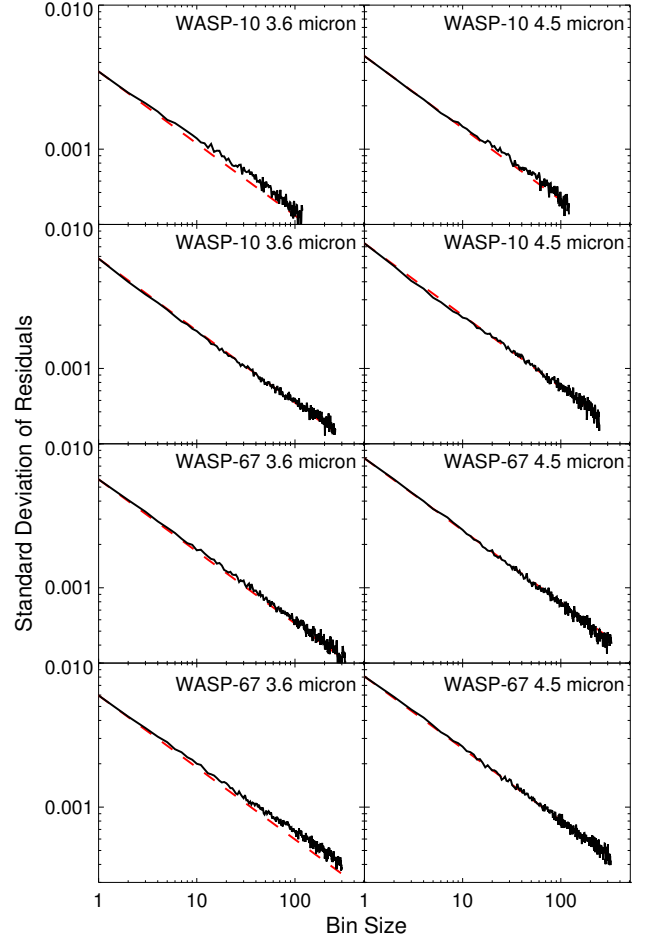 0.010
WASP-10 3.6 micron
WASP-10 4.5 micron
0.001
0.010
WASP-10 3.6 micron
WASP-10 4.5 micron
0.001
Standard Deviation of Residuals
0.010
WASP-67 3.6 micron
WASP-67 4.5 micron
0.001
0.010
WASP-67 3.6 micron
WASP-67 4.5 micron
0.001
1 10 100 1 10 100
Bin Size